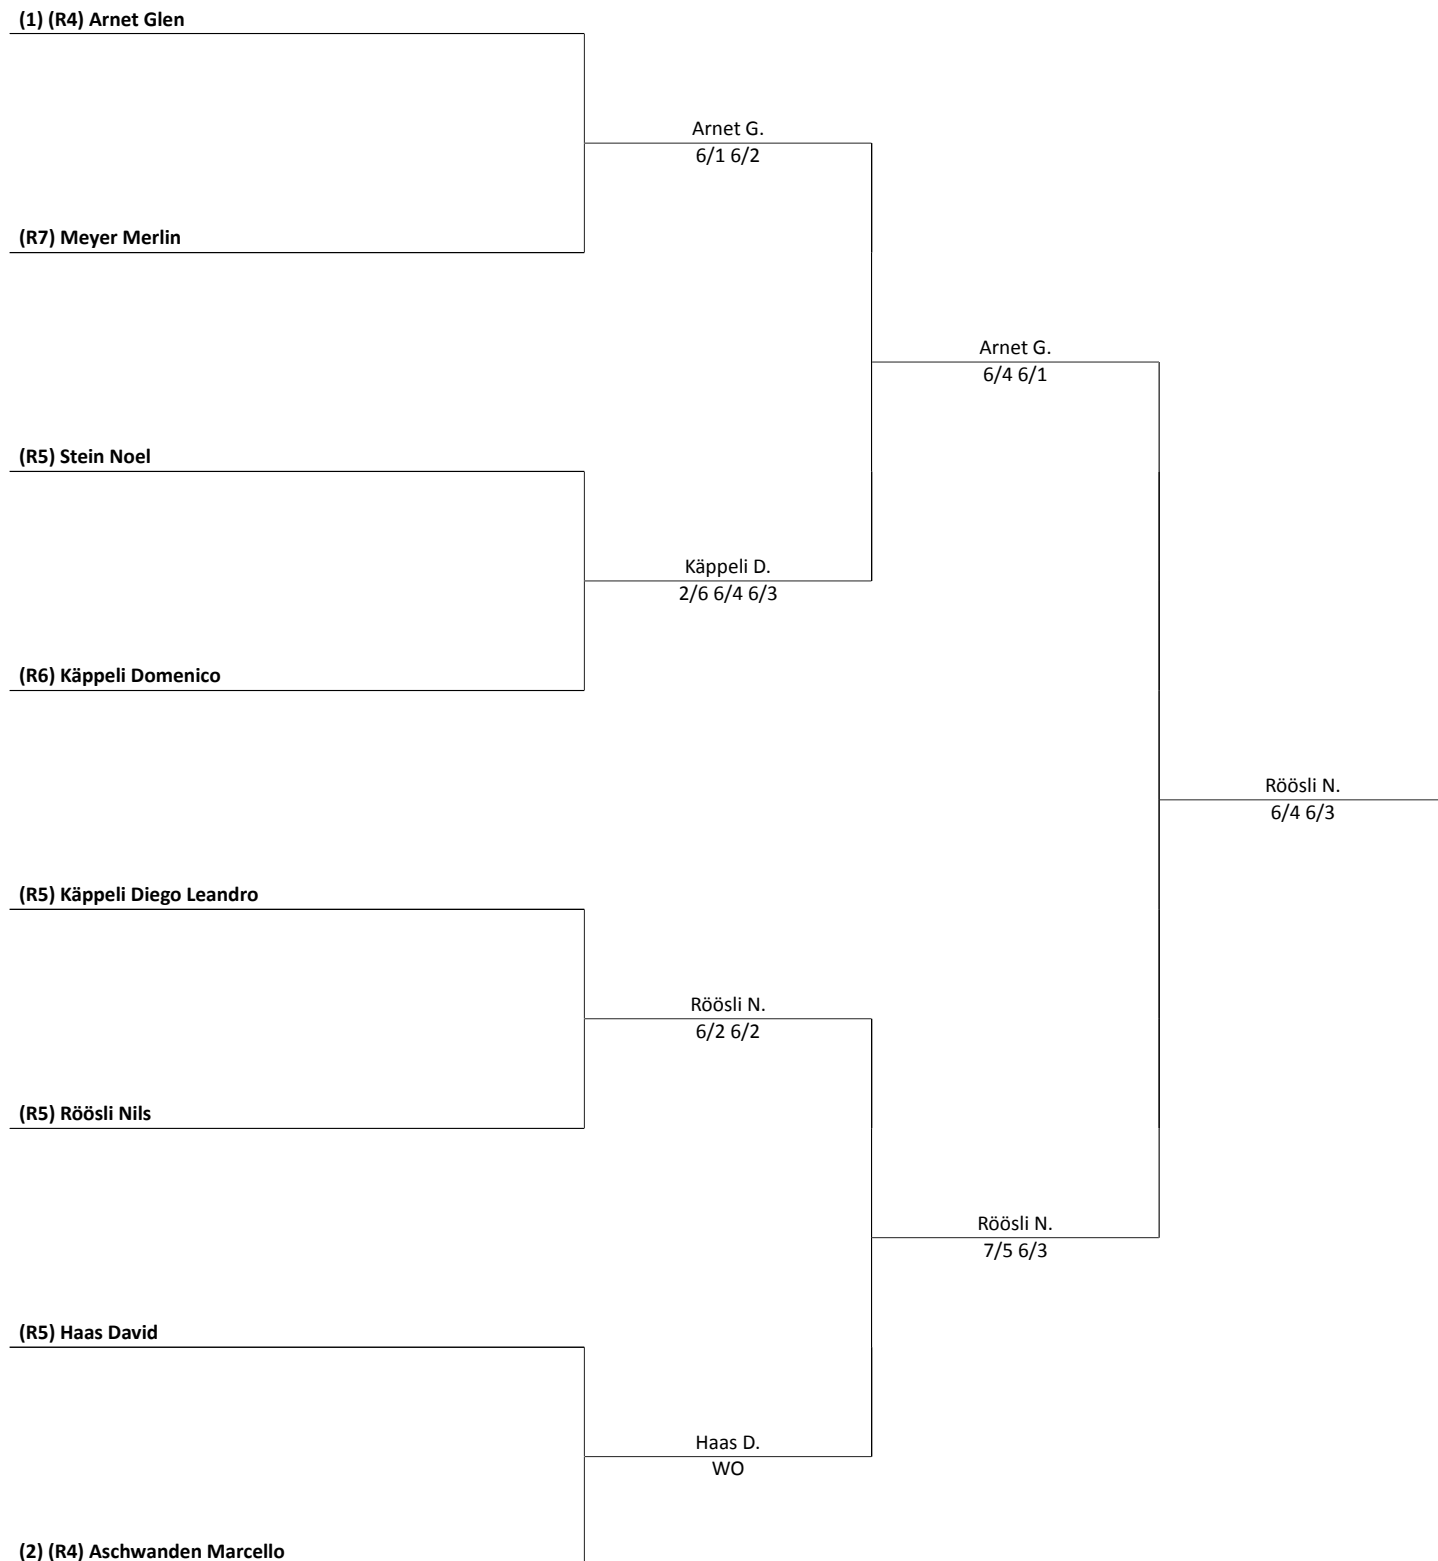 (1) (R4) Arnet Glen
Arnet G.
6/1 6/2
(R7) Meyer Merlin
Arnet G.
6/4 6/1
(R5) Stein Noel
Käppeli D.
2/6 6/4 6/3
(R6) Käppeli Domenico
Röösli N.
6/4 6/3
(R5) Käppeli Diego Leandro
Röösli N.
6/2 6/2
(R5) Röösli Nils
Röösli N.
7/5 6/3
(R5) Haas David
Haas D.
WO
(2) (R4) Aschwanden Marcello